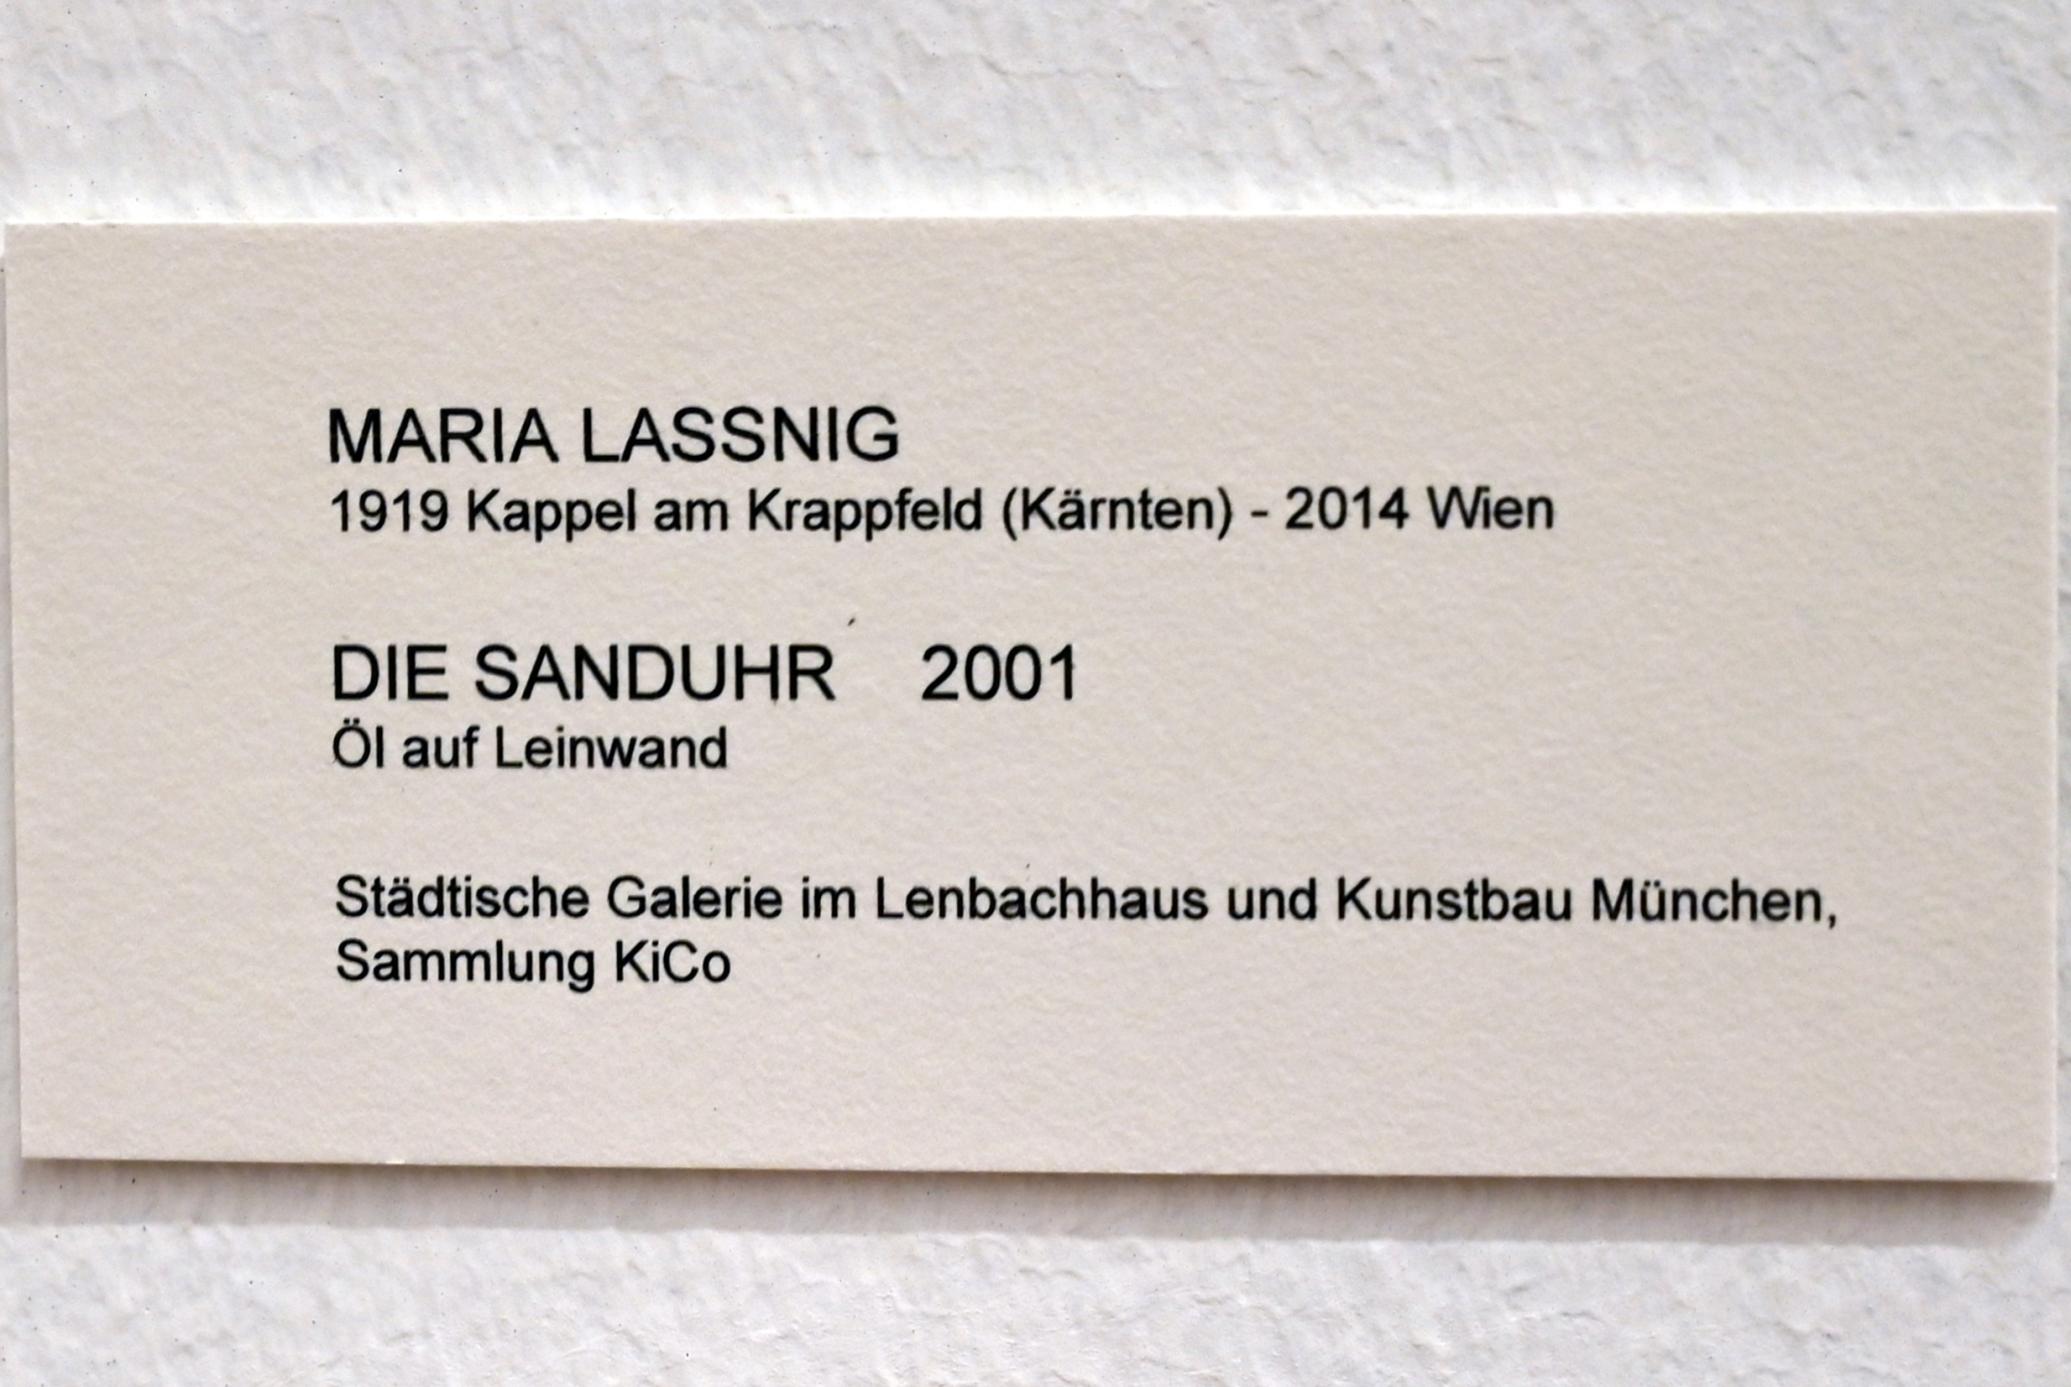 MARIA LASSNIG
1919 Kappel am Krappfeld (Kärnten) - 2014 Wien
DIE SANDUHR 2001
Öl auf Leinwand
Städtische Galerie im Lenbachhaus und Kunstbau München,
Sammlung KiCo